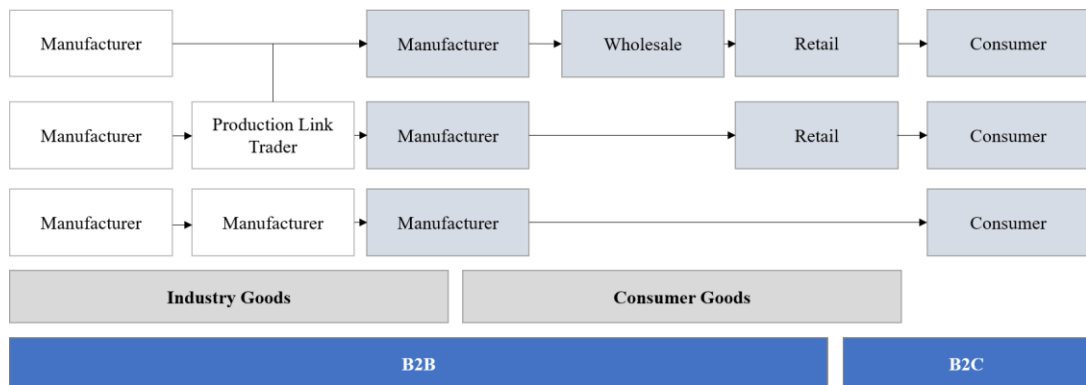 Manufacturer
Manufacturer
Wholesale
Retail
Consumer
Manufacturer
Production Link
Trader
Manufacturer
Retail
Consumer
Manufacturer
Manufacturer
Manufacturer
Consumer
Industry Goods
Consumer Goods
B2B
B2C